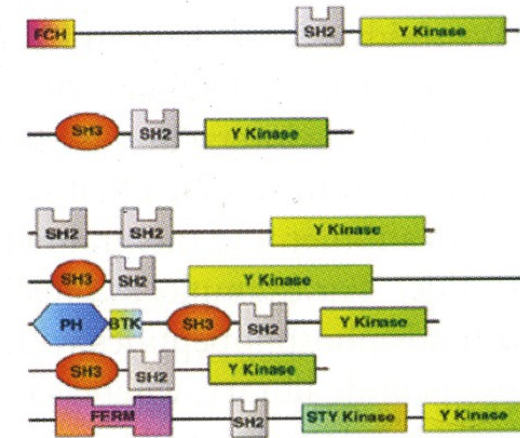 FCH SH2 Y Kinase
SH3 SH2 Y Kinase
SH2 SH2 Y Kinase
SH3 SH2 Y Kinase
PH BTK SH3 SH2 Y Kinase
SH3 SH2 Y Kinase
FERM SH2 STY Kinase Y Kinase